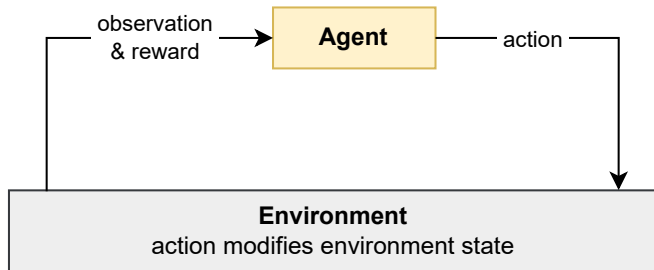 observation
& reward
Agent
action
Environment
action modifies environment state